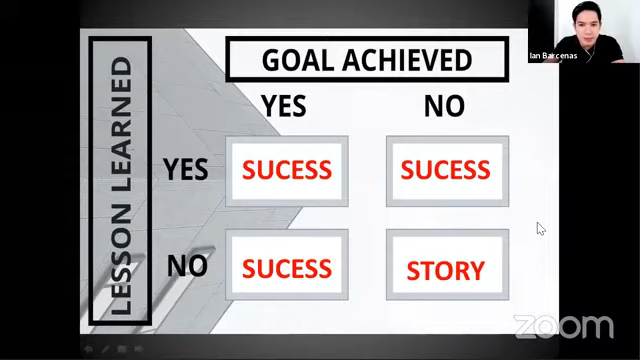 Ian Barcenas
GOAL ACHIEVED
YES NO
LESSON LEARNED
YES SUCESS SUCESS
NO SUCESS STORY
zoom